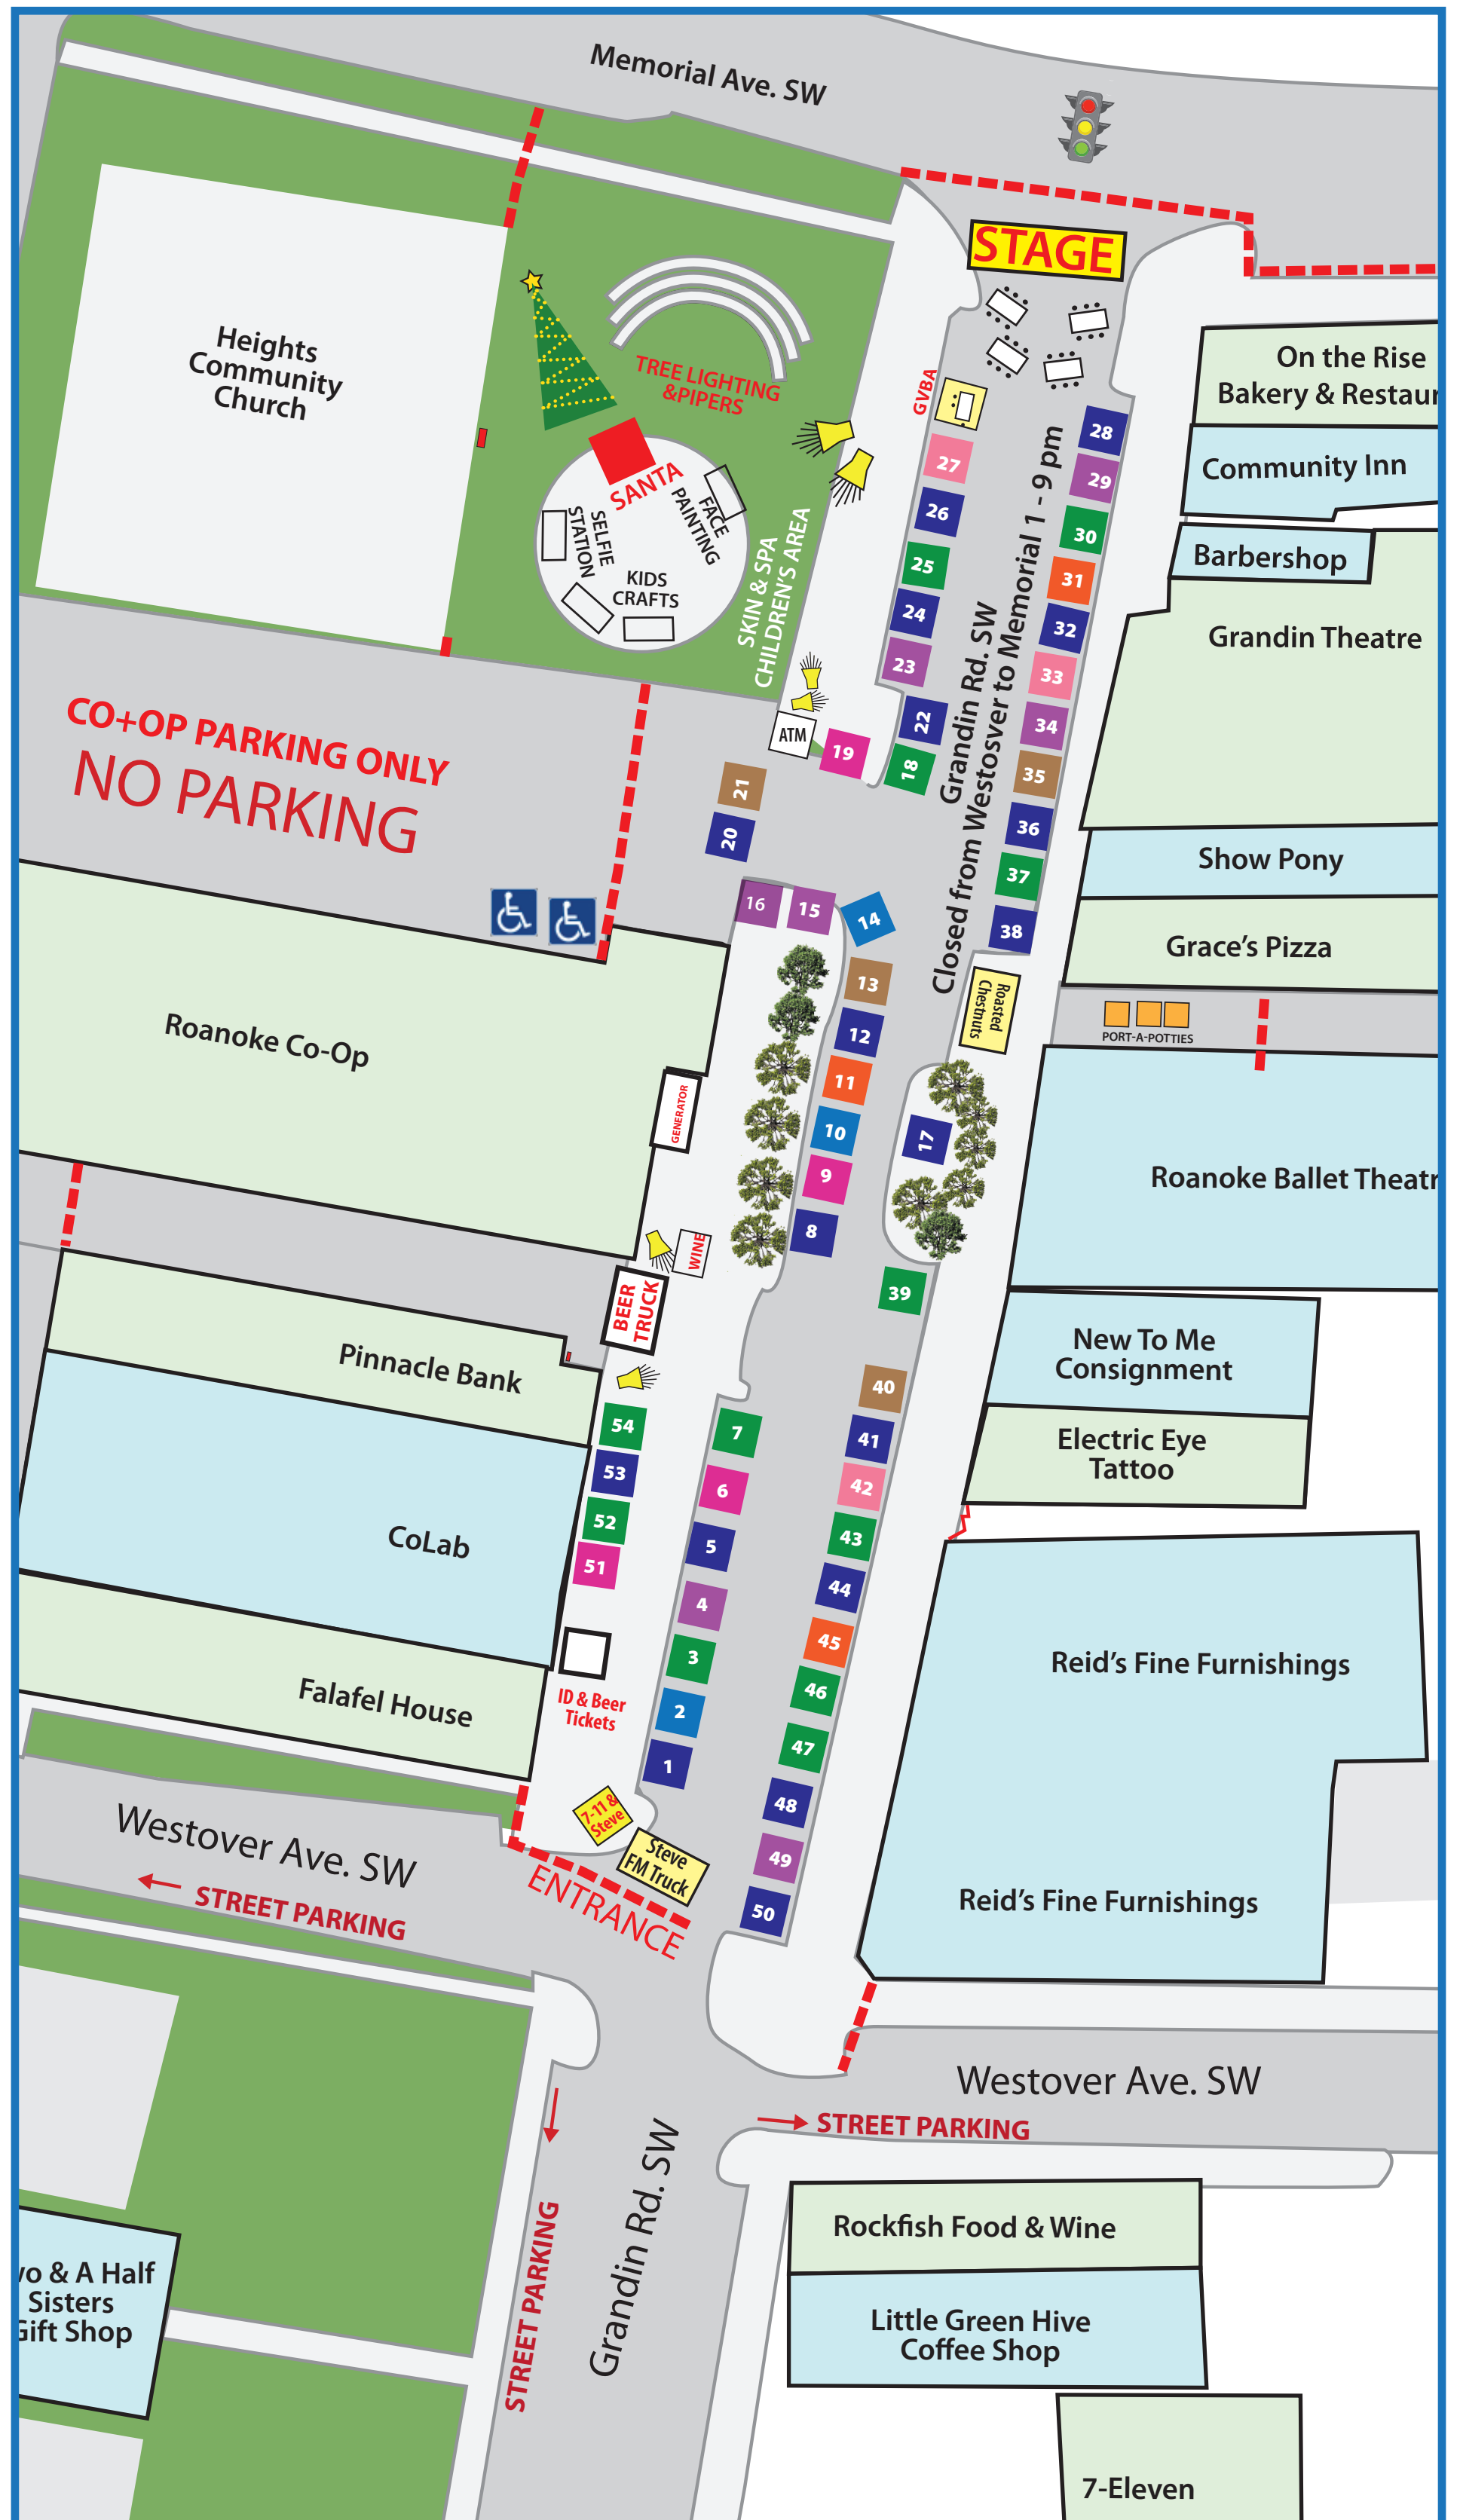 Memorial Ave. SW
STAGE
Heights
Community
Church
TREE LIGHTING
&PIPERS
GVBA
SANTA
FACE
PAINTING
SELFIE
STATION
KIDS
CRAFTS
SKIN & SPA
CHILDREN'S AREA
ATM
27
26
25
24
23
22
18
19
21
20
28
29
30
31
32
33
34
35
36
37
38
Grandin Rd. SW
Closed from Westosver to Memorial 1 - 9 pm
On the Rise
Bakery & Restaur
Community Inn
Barbershop
Grandin Theatre
Show Pony
Grace's Pizza
PORT-A-POTTIES
Roasted
Chestnuts
CO+OP PARKING ONLY
NO PARKING
Roanoke Co-Op
GENERATOR
WINE
BEER
TRUCK
16
15
14
13
12
11
10
9
8
17
39
Roanoke Ballet Theatr
New To Me
Consignment
Electric Eye
Tattoo
Pinnacle Bank
CoLab
Falafel House
54
53
52
51
ID & Beer
Tickets
7
6
5
4
3
2
1
40
41
42
43
44
45
46
47
48
49
50
Reid's Fine Furnishings
Reid's Fine Furnishings
7-11 &
Steve
Steve
FM Truck
ENTRANCE
Westover Ave. SW
STREET PARKING
Westover Ave. SW
STREET PARKING
STREET PARKING
Grandin Rd. SW
Rockfish Food & Wine
Little Green Hive
Coffee Shop
7-Eleven
vo & A Half
Sisters
Gift Shop